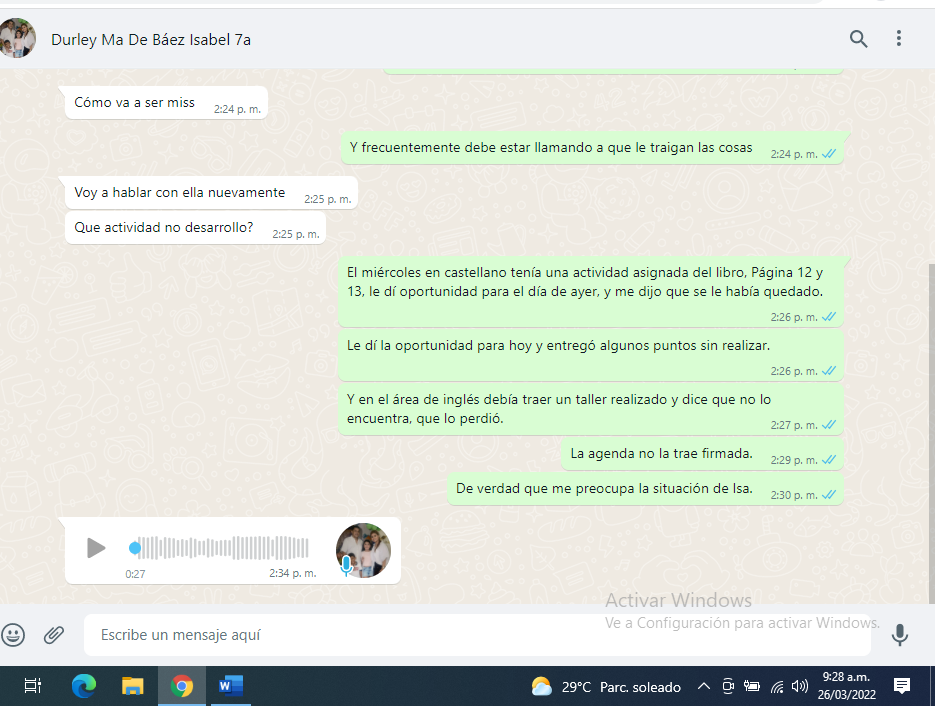 Durley Ma De Báez Isabel 7a
Cómo va a ser miss
2:24 p. m.
Y frecuentemente debe estar llamando a que le traigan las cosas
2:24 p. m.
Voy a hablar con ella nuevamente
2:25 p. m.
Que actividad no desarrollo?
2:25 p. m.
El miércoles en castellano tenía una actividad asignada del libro, Página 12 y
13, le dí oportunidad para el día de ayer, y me dijo que se le había quedado.
2:26 p. m.
Le dí la oportunidad para hoy y entregó algunos puntos sin realizar.
2:26 p. m.
Y en el área de inglés debía traer un taller realizado y dice que no lo
encuentra, que lo perdió.
2:27 p. m.
La agenda no la trae firmada.
2:29 p. m.
De verdad que me preocupa la situación de Isa.
2:30 p. m.
0:27
2:34 p. m.
Activar Windows
Ve a Configuración para activar Windows.
Escribe un mensaje aquí
W
29°C Parc. soleado
9:28 a.m.
26/03/2022